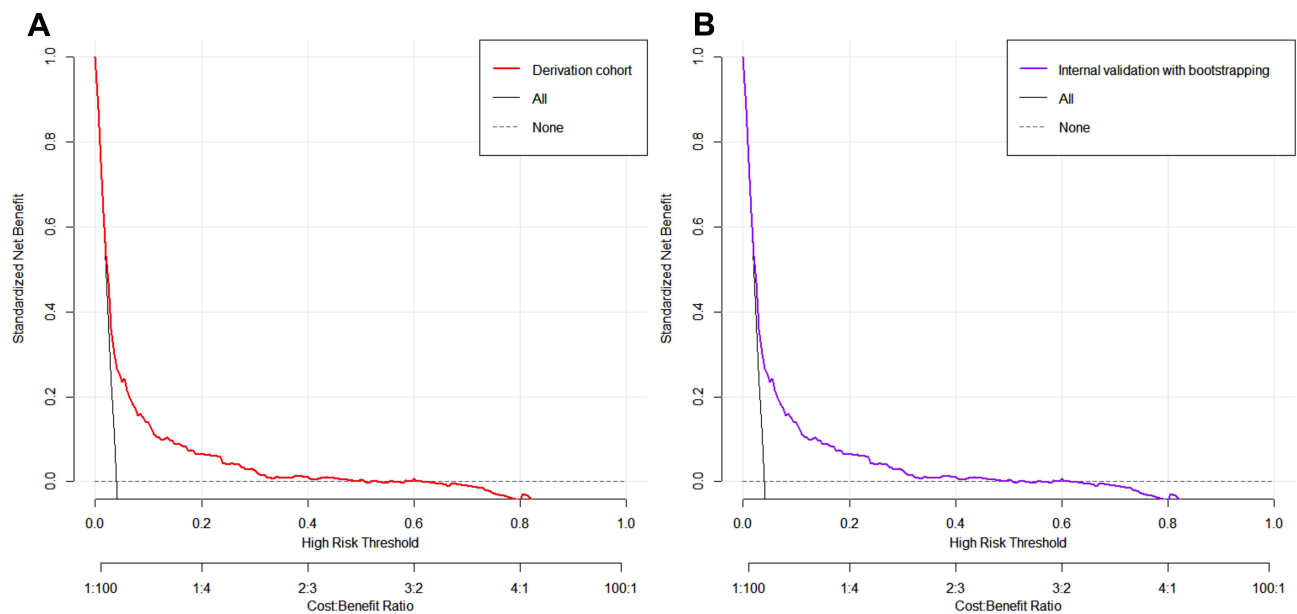 A
Derivation cohort
All
None
Standardized Net Benefit
1.0
0.8
0.6
0.4
0.2
0.0
0.0 0.2 0.4 0.6 0.8 1.0
High Risk Threshold
1:100 1:4 2:3 3:2 4:1 100:1
Cost:Benefit Ratio
B
Internal validation with bootstrapping
All
None
Standardized Net Benefit
1.0
0.8
0.6
0.4
0.2
0.0
0.0 0.2 0.4 0.6 0.8 1.0
High Risk Threshold
1:100 1:4 2:3 3:2 4:1 100:1
Cost:Benefit Ratio